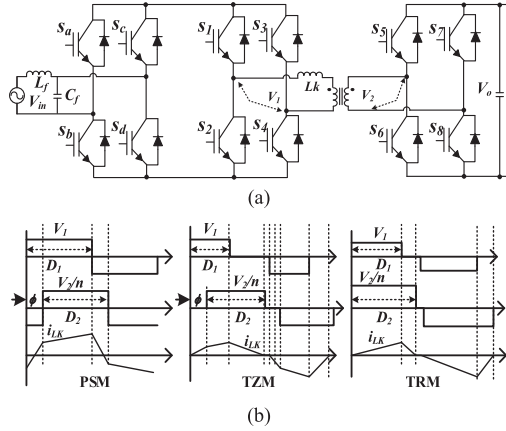 Sa Sc S1 S3 S5 S7
Lf Lk
Vin Cf V1 V2 Vo
Sb Sd S2 S4 S6 S8
(a)
V1 V1 V1
D1 D1 D1
ϕ V2/n ϕ V2/n V2/n
D2 D2 D2
iLK iLK iLK
PSM TZM TRM
(b)